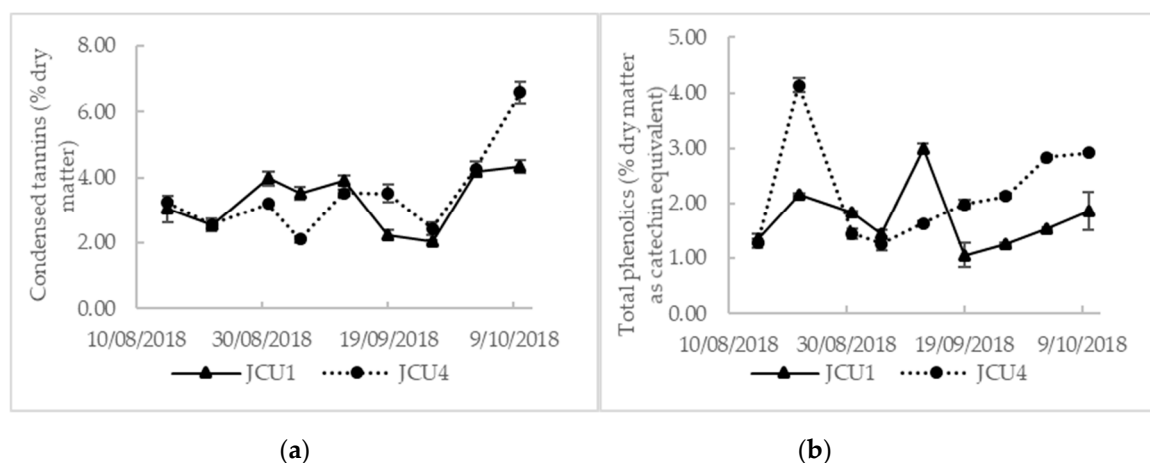 Condensed tannins (% dry
matter)
8.00
6.00
4.00
2.00
0.00
10/08/2018 30/08/2018 19/09/2018 9/10/2018
JCU1 JCU4
(a)
Total phenolics (% dry matter
as catechin equivalent)
5.00
4.00
3.00
2.00
1.00
0.00
10/08/2018 30/08/2018 19/09/2018 9/10/2018
JCU1 JCU4
(b)